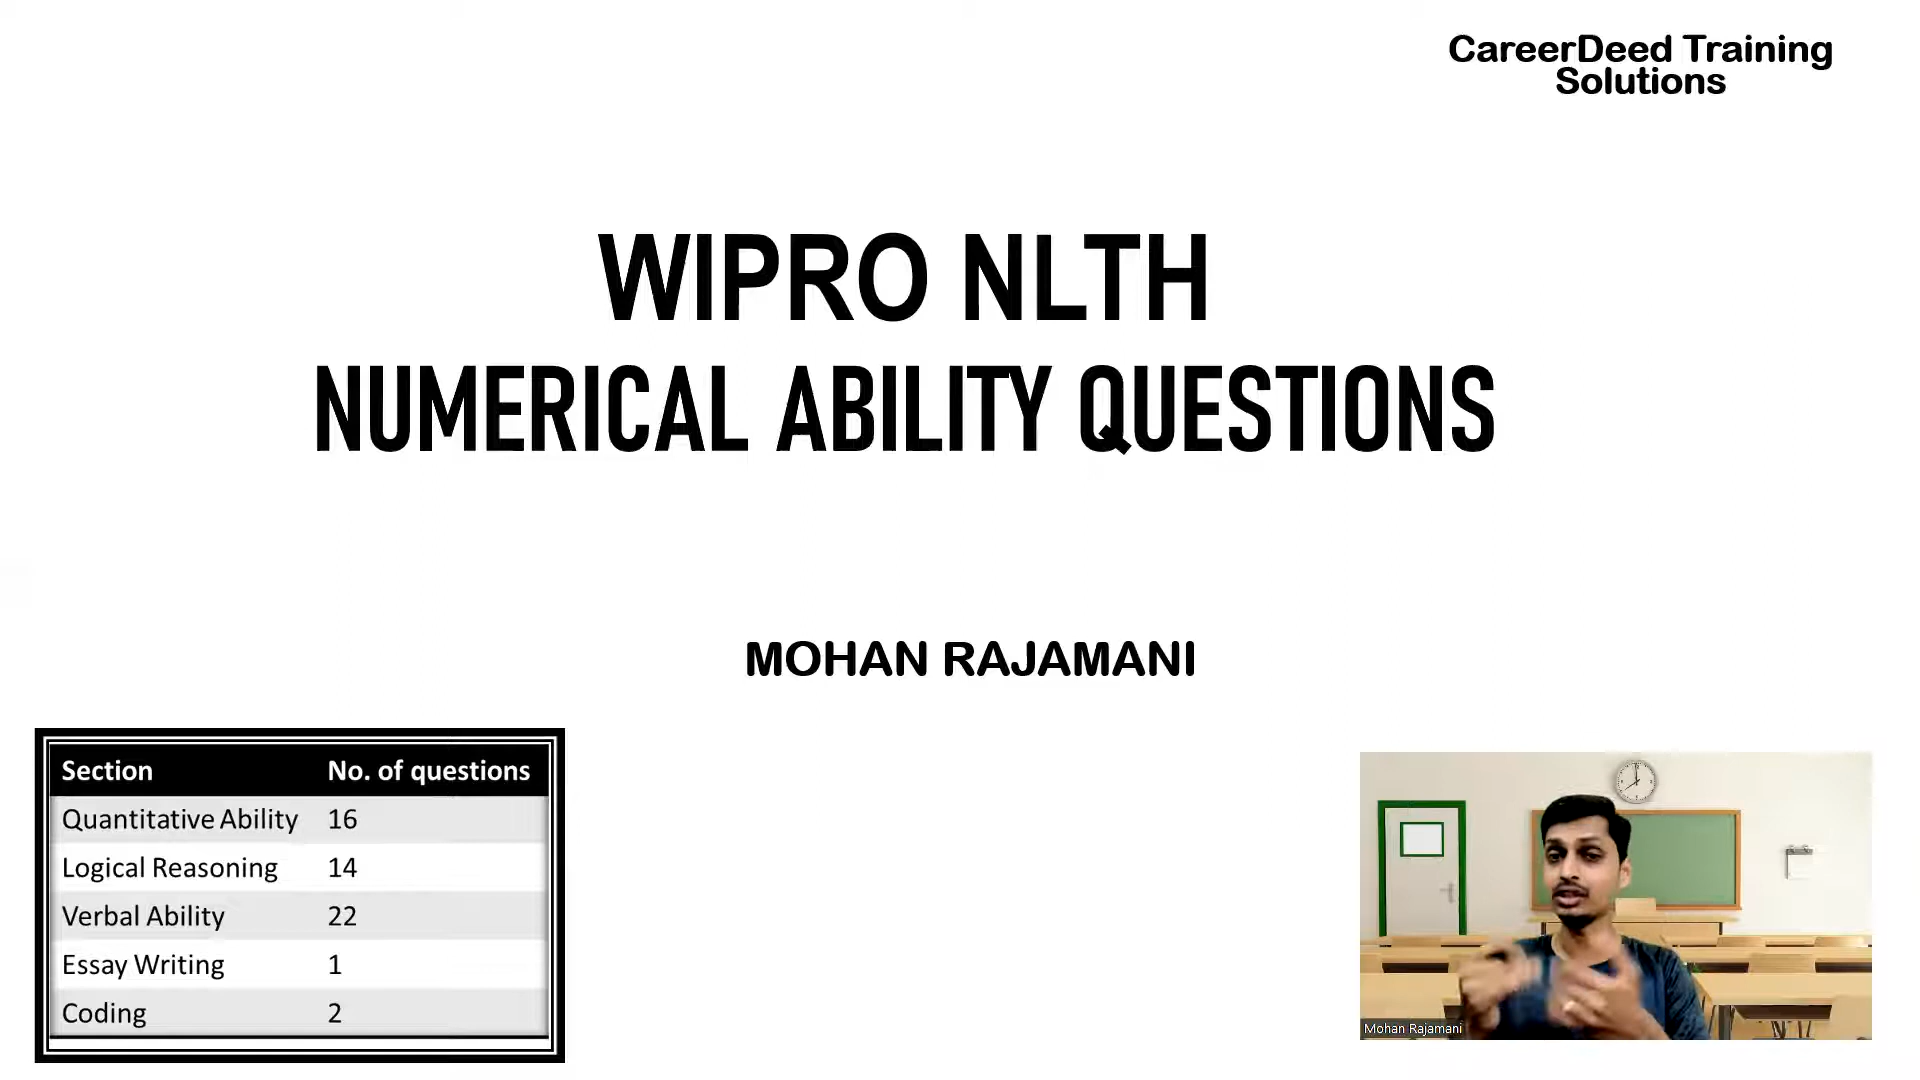 CareerDeed Training
Solutions
WIPRO NLTH
NUMERICAL ABILITY QUESTIONS
MOHAN RAJAMANI
Section No. of questions
Quantitative Ability 16
Logical Reasoning 14
Verbal Ability 22
Essay Writing 1
Coding 2
Mohan Rajamani